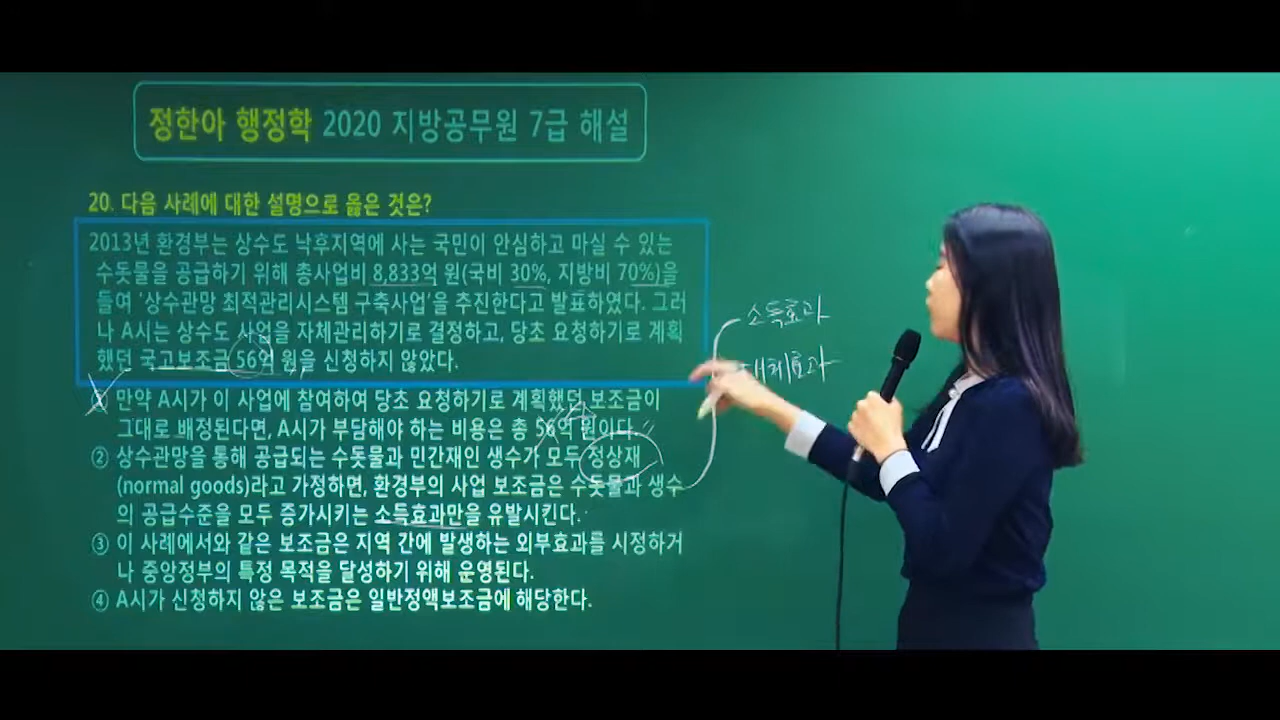 정한아 행정학 2020 지방공무원 7급 해설
20. 다음 사례에 대한 설명으로 옳은 것은?
2013년 환경부는 상수도 낙후지역에 사는 국민이 안심하고 마실 수 있는
수돗물을 공급하기 위해 총사업비 8,833억 원(국비 30%, 지방비 70%)을
들여 '상수관망 최적관리시스템 구축사업'을 추진한다고 발표하였다. 그러
나 A시는 상수도 사업을 자체관리하기로 결정하고, 당초 요청하기로 계획
했던 국고보조금 56억 원을 신청하지 않았다.
만약 A시가 이 사업에 참여하여 당초 요청하기로 계획했던 보조금이
그대로 배정된다면, A시가 부담해야 하는 비용은 총 56억 원이다.
② 상수관망을 통해 공급되는 수돗물과 민간재인 생수가 모두 정상재
(normal goods)라고 가정하면, 환경부의 사업 보조금은 수돗물과 생수
의 공급수준을 모두 증가시키는 소득효과만을 유발시킨다.
③ 이 사례에서와 같은 보조금은 지역 간에 발생하는 외부효과를 시정하거
나 중앙정부의 특정 목적을 달성하기 위해 운영된다.
④ A시가 신청하지 않은 보조금은 일반정액보조금에 해당한다.
소득효과